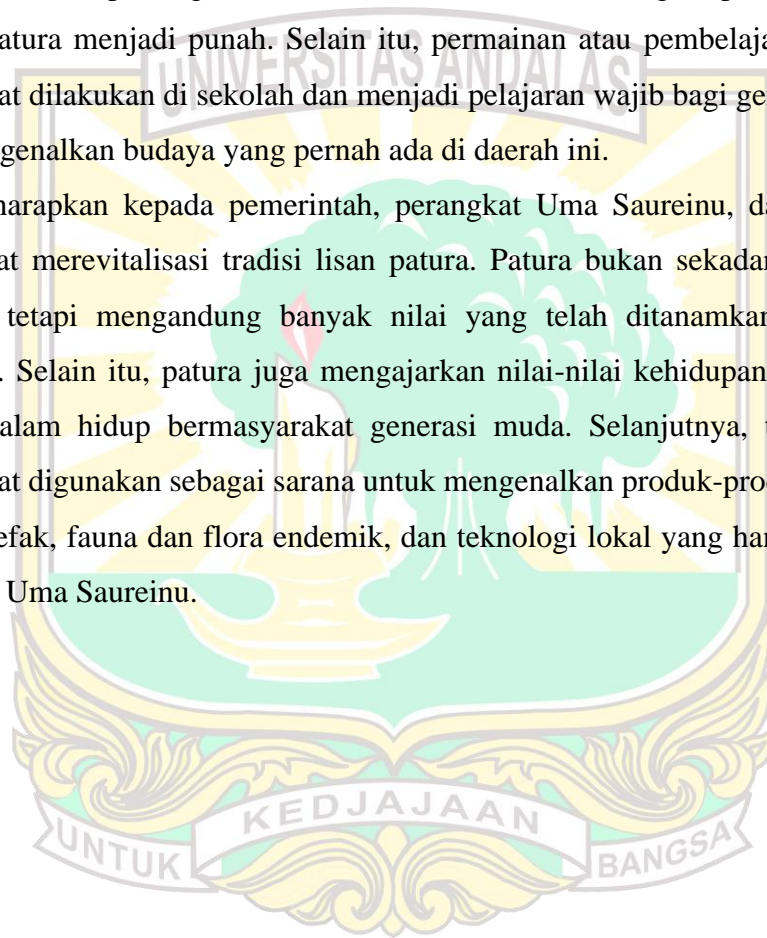 atura menjadi punah. Selain itu, permainan atau pembelaja
at dilakukan di sekolah dan menjadi pelajaran wajib bagi ge
genalkan budaya yang pernah ada di daerah ini.
harapkan kepada pemerintah, perangkat Uma Saureinu, da
at merevitalisasi tradisi lisan patura. Patura bukan sekadar
tetapi mengandung banyak nilai yang telah ditanamkan
. Selain itu, patura juga mengajarkan nilai-nilai kehidupan
alam hidup bermasyarakat generasi muda. Selanjutnya, t
at digunakan sebagai sarana untuk mengenalkan produk-pro
efak, fauna dan flora endemik, dan teknologi lokal yang har
Uma Saureinu.
UNIVERSITAS ANDALAS
UNTUK KEDJAJAAN BANGSA